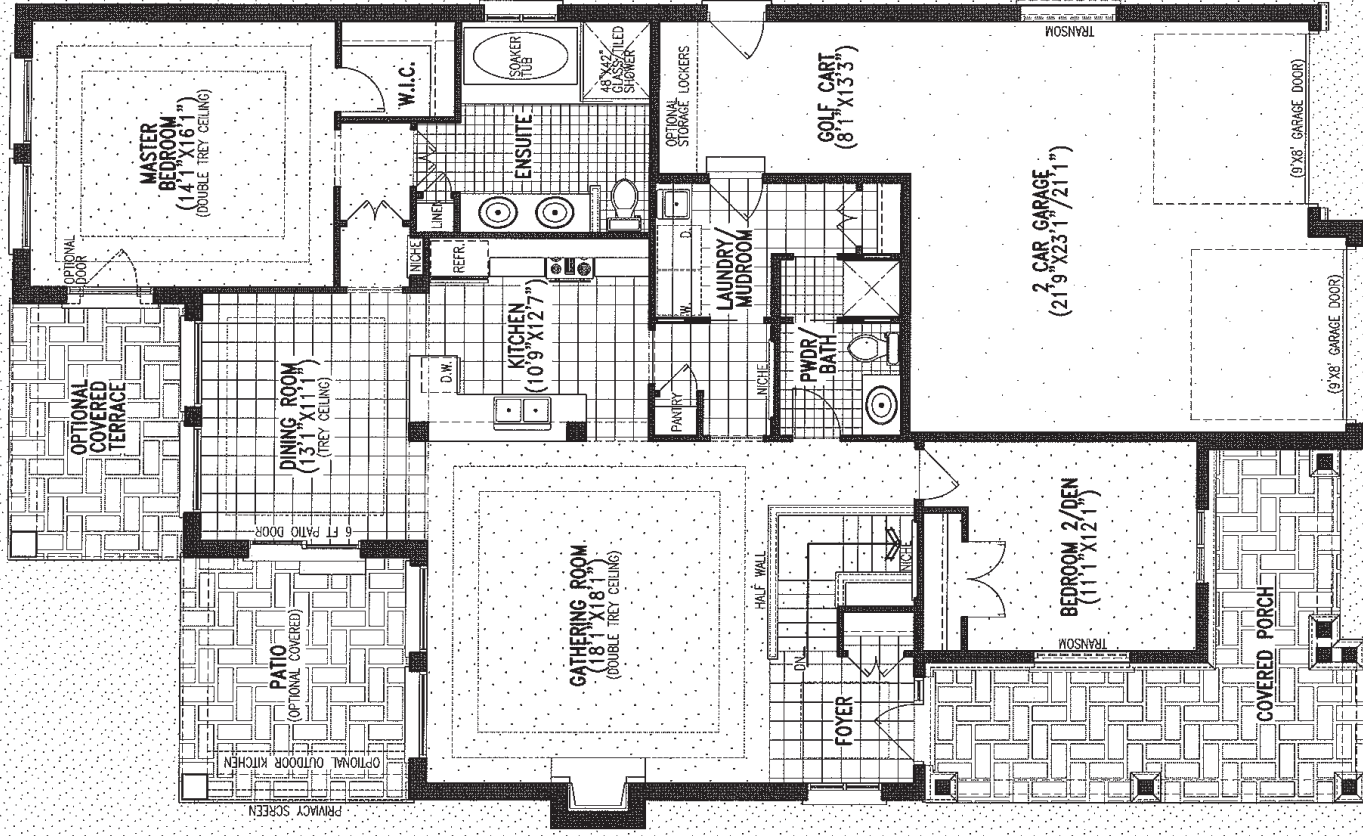 MASTER
BEDROOM
(14'1"X16'1")
(DOUBLE TREY CEILING)
W.I.C.
SOAKER
TUB
48"X42"
GLASS/TILED
SHOWER
ENSUITE
LINEN
OPTIONAL
STORAGE LOCKERS
GOLF CART
(8'1"X13'3")
TRANSOM
(9'X8' GARAGE DOOR)
2 CAR GARAGE
21'9"X23'1"/21'1")
(9'X8' GARAGE DOOR)
OPTIONAL
DOOR
NICHE
REFR.
KITCHEN
(10'9"X12'7")
D.W.
W.
D.
LAUNDRY/
MUDROOM
PANTRY
NICHE
PWDR/
BATH
OPTIONAL
COVERED
TERRACE
DINING ROOM
(13'1"X11'1")
(TREY CEILING)
6 FT PATIO DOOR
PATIO
(OPTIONAL COVERED)
OPTIONAL OUTDOOR KITCHEN
PRIVACY SCREEN
GATHERING ROOM
(18'1"X18'1")
(DOUBLE TREY CEILING)
HALF WALL
NICHE
DN
FOYER
BEDROOM 2/DEN
(11'1"X12'1")
TRANSOM
COVERED PORCH